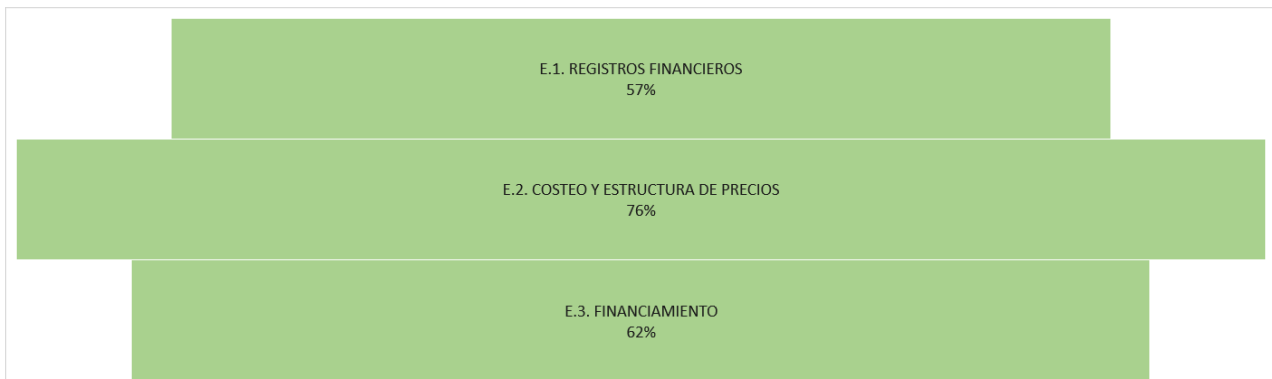 E.1. REGISTROS FINANCIEROS
57%
E.2. COSTEO Y ESTRUCTURA DE PRECIOS
76%
E.3. FINANCIAMIENTO
62%